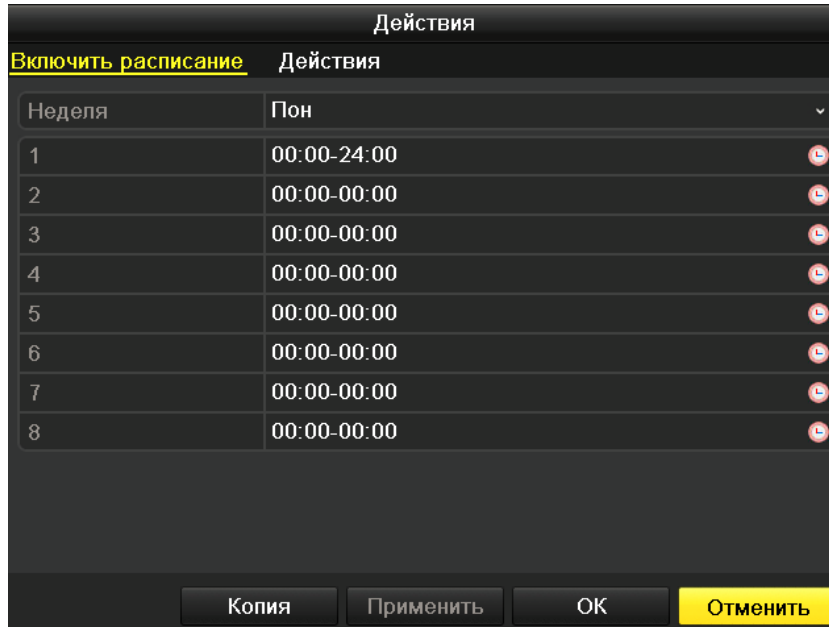 Действия
Включить расписание Действия
Неделя Пон
1 00:00-24:00
2 00:00-00:00
3 00:00-00:00
4 00:00-00:00
5 00:00-00:00
6 00:00-00:00
7 00:00-00:00
8 00:00-00:00
Копия Применить OK Отменить